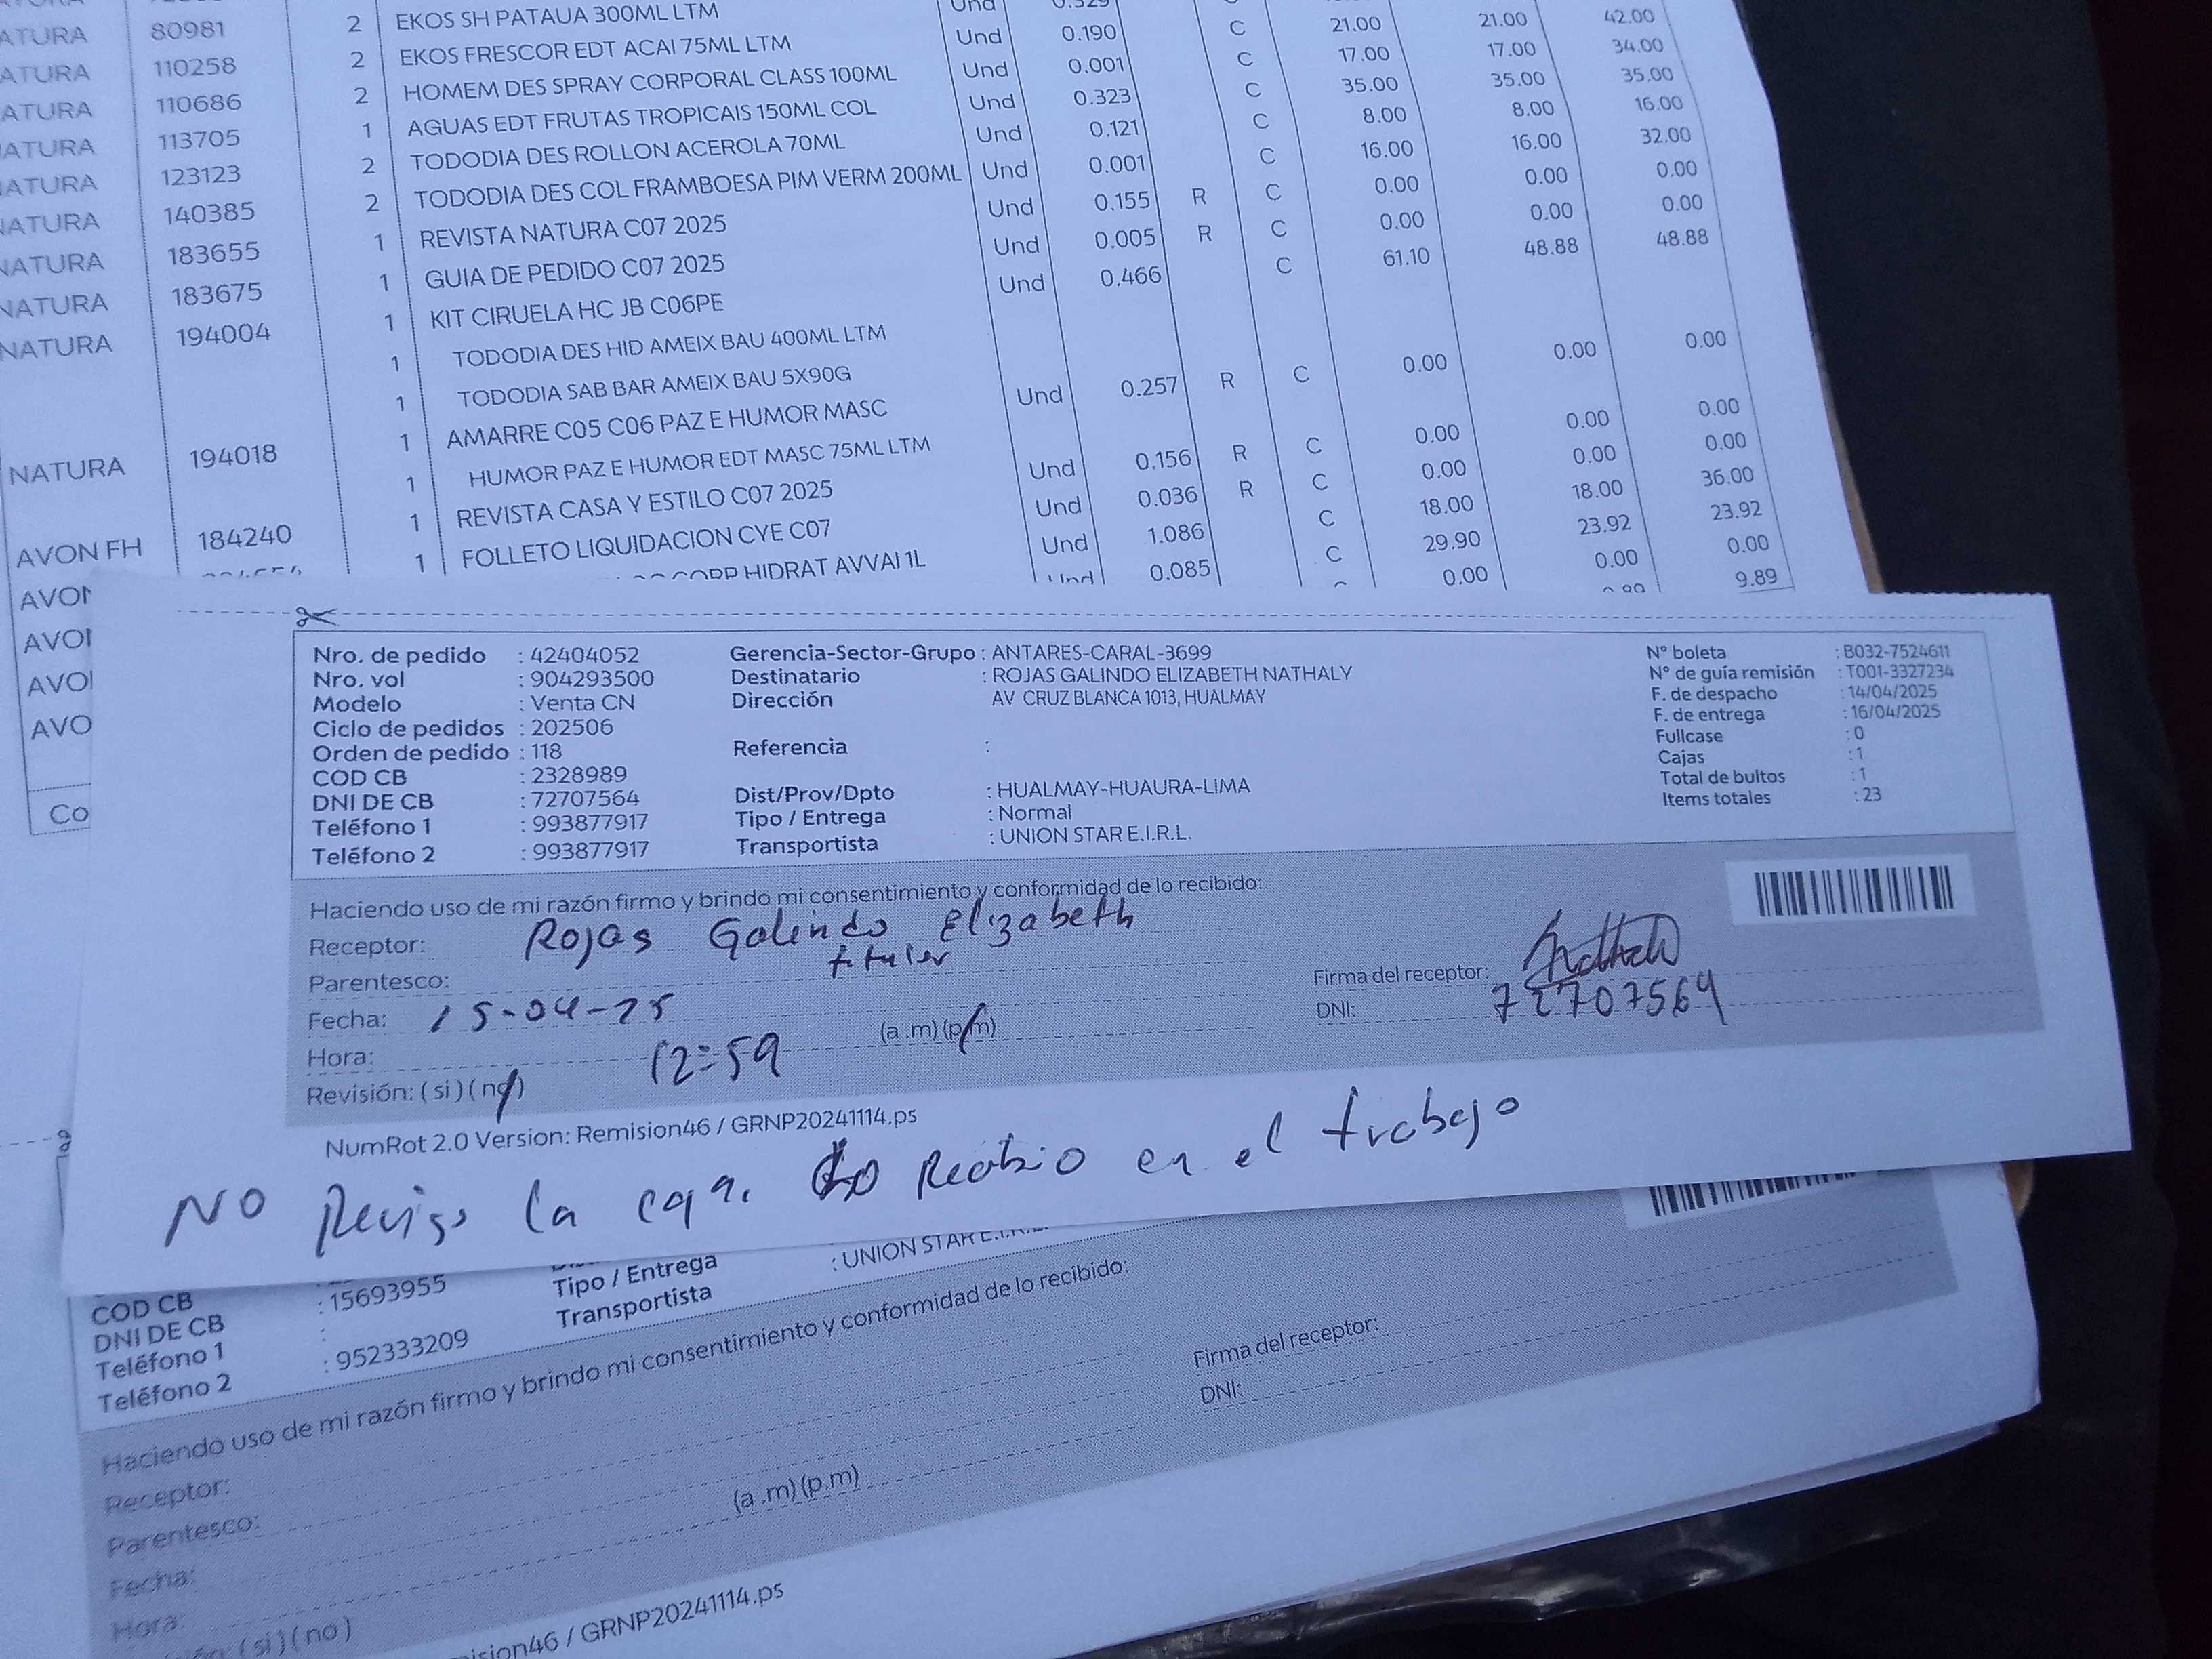 NATURA 80981 2 EKOS SH PATAUA 300ML LTM Und 0.329
NATURA 110258 2 EKOS FRESCOR EDT ACAI 75ML LTM Und 0.190 C 21.00 21.00 42.00
NATURA 110686 2 HOMEM DES SPRAY CORPORAL CLASS 100ML Und 0.001 C 17.00 17.00 34.00
NATURA 113705 1 AGUAS EDT FRUTAS TROPICAIS 150ML COL Und 0.323 C 35.00 35.00 35.00
NATURA 123123 2 TODODIA DES ROLLON ACEROLA 70ML Und 0.121 C 8.00 8.00 16.00
NATURA 140385 2 TODODIA DES COL FRAMBOESA PIM VERM 200ML Und 0.001 C 16.00 16.00 32.00
NATURA 183655 1 REVISTA NATURA C07 2025 Und 0.155 R C 0.00 0.00 0.00
NATURA 183675 1 GUIA DE PEDIDO C07 2025 Und 0.005 R C 0.00 0.00 0.00
NATURA 194004 1 KIT CIRUELA HC JB C06PE Und 0.466 C 61.10 48.88 48.88
1 TODODIA DES HID AMEIX BAU 400ML LTM
1 TODODIA SAB BAR AMEIX BAU 5X90G
NATURA 194018 1 AMARRE C05 C06 PAZ E HUMOR MASC Und 0.257 R C 0.00 0.00 0.00
1 HUMOR PAZ E HUMOR EDT MASC 75ML LTM
AVON FH 184240 1 REVISTA CASA Y ESTILO C07 2025 Und 0.156 R C 0.00 0.00 0.00
1 FOLLETO LIQUIDACION CYE C07 Und 0.036 R C 0.00 0.00 0.00
CORP HIDRAT AVVAI 1L Und 1.086 C 18.00 18.00 36.00
Und 0.085 C 29.90 23.92 23.92
0.00 0.00 0.00
9.89
Nro. de pedido : 42404052 Gerencia-Sector-Grupo : ANTARES-CARAL-3699 N° boleta : B032-7524611
Nro. vol : 904293500 Destinatario : ROJAS GALINDO ELIZABETH NATHALY N° de guía remisión : T001-3327234
Modelo : Venta CN Dirección AV CRUZ BLANCA 1013, HUALMAY F. de despacho : 14/04/2025
Ciclo de pedidos : 202506 F. de entrega : 16/04/2025
Orden de pedido : 118 Referencia : Fullcase : 0
COD CB : 2328989 Cajas : 1
DNI DE CB : 72707564 Dist/Prov/Dpto : HUALMAY-HUAURA-LIMA Total de bultos : 1
Teléfono 1 : 993877917 Tipo / Entrega : Normal Items totales : 23
Teléfono 2 : 993877917 Transportista : UNION STAR E.I.R.L.
Haciendo uso de mi razón firmo y brindo mi consentimiento y conformidad de lo recibido:
Receptor: Rojas Galindo Elizabeth
Parentesco: titular Firma del receptor:
Fecha: 15-04-25 DNI: 72707564
Hora: 12:59 (a .m) (p.m)
Revisión: ( si ) ( no )
NumRot 2.0 Version: Remision46 / GRNP20241114.ps
NO Reviso la caja. Lo Recibio en el trabajo
COD CB : 15693955 Tipo / Entrega : UNION STAR E.I.R.L.
DNI DE CB : Transportista
Teléfono 1 : 952333209
Teléfono 2
Haciendo uso de mi razón firmo y brindo mi consentimiento y conformidad de lo recibido:
Receptor: Firma del receptor:
Parentesco: DNI:
Fecha: (a .m) (p.m)
Hora:
( si ) ( no )
ision46 / GRNP20241114.ps